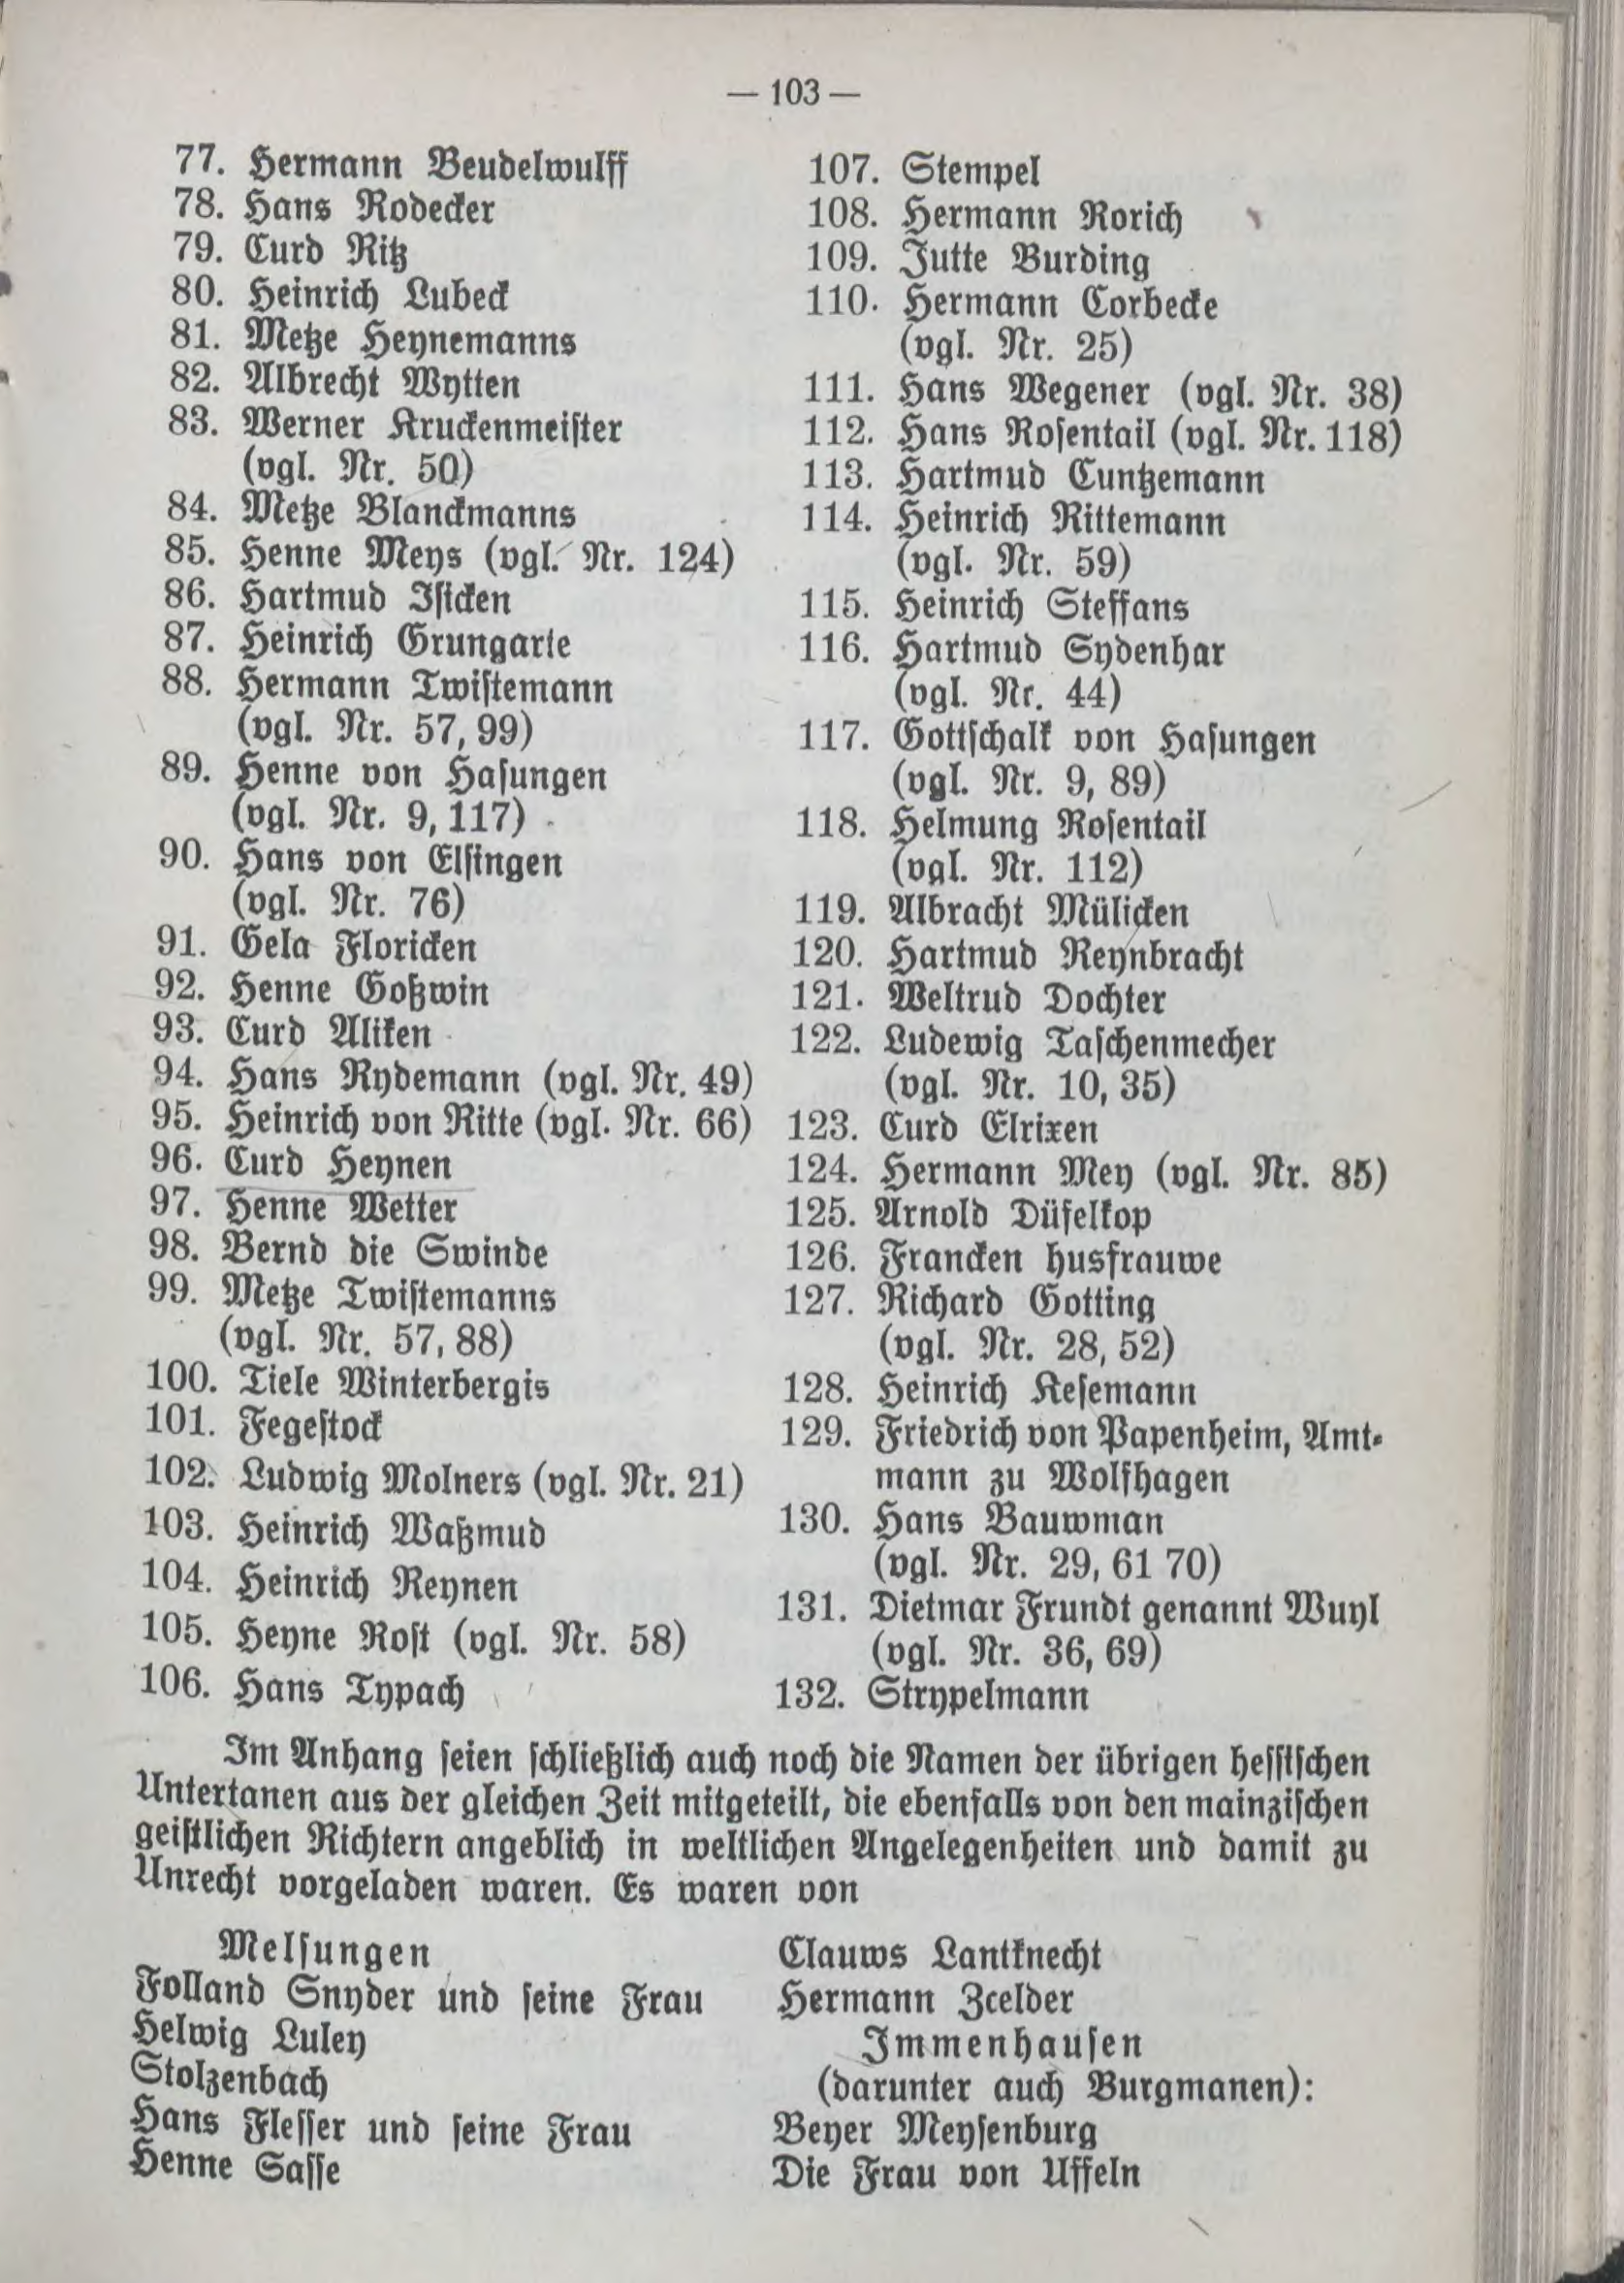 — 103 —
77. Hermann Beudelwulff
78. Hans Rodecker
79. Curd Ritz
80. Heinrich Lubeck
81. Metze Heynemanns
82. Albrecht Wytten
83. Werner Kruckenmeister
(vgl. Nr. 50)
84. Metze Blanckmanns
85. Henne Meys (vgl. Nr. 124)
86. Hartmud Isicken
87. Heinrich Grungarte
88. Hermann Twistemann
(vgl. Nr. 57, 99)
89. Henne von Hasungen
(vgl. Nr. 9, 117)
90. Hans von Elsingen
(vgl. Nr. 76)
91. Gela Floricken
92. Henne Goßwin
93. Curd Aliken
94. Hans Rydemann (vgl. Nr. 49)
95. Heinrich von Ritte (vgl. Nr. 66)
96. Curd Heynen
97. Henne Wetter
98. Bernd die Swinde
99. Metze Twistemanns
(vgl. Nr. 57, 88)
100. Tiele Winterbergis
101. Fegestock
102. Ludwig Molners (vgl. Nr. 21)
103. Heinrich Waßmud
104. Heinrich Reynen
105. Heyne Rost (vgl. Nr. 58)
106. Hans Typach
107. Stempel
108. Hermann Rorich
109. Jutte Burding
110. Hermann Corbecke
(vgl. Nr. 25)
111. Hans Wegener (vgl. Nr. 38)
112. Hans Rosentail (vgl. Nr. 118)
113. Hartmud Cuntzemann
114. Heinrich Rittemann
(vgl. Nr. 59)
115. Heinrich Steffans
116. Hartmud Sydenhar
(vgl. Nr. 44)
117. Gottschalk von Hasungen
(vgl. Nr. 9, 89)
118. Helmung Rosentail
(vgl. Nr. 112)
119. Albracht Mülicken
120. Hartmud Reynbracht
121. Weltrud Dochter
122. Ludewig Taschenmecher
(vgl. Nr. 10, 35)
123. Curd Elrixen
124. Hermann Mey (vgl. Nr. 85)
125. Arnold Düfelkop
126. Francken husfrauwe
127. Richard Gotting
(vgl. Nr. 28, 52)
128. Heinrich Kesemann
129. Friedrich von Papenheim, Amt-
mann zu Wolfhagen
130. Hans Bauwman
(vgl. Nr. 29, 61 70)
131. Dietmar Frundt genannt Wuyl
(vgl. Nr. 36, 69)
132. Strypelmann
Im Anhang seien schließlich auch noch die Namen der übrigen hessischen
Untertanen aus der gleichen Zeit mitgeteilt, die ebenfalls von den mainzischen
geistlichen Richtern angeblich in weltlichen Angelegenheiten und damit zu
Unrecht vorgeladen waren. Es waren von
Melsungen
Folland Snyder und seine Frau
Helwig Luley
Stolzenbach
Hans Flesser und seine Frau
Henne Sasse
Clauws Lantknecht
Hermann Zcelder
Immenhausen
(darunter auch Burgmanen):
Beyer Meysenburg
Die Frau von Uffeln